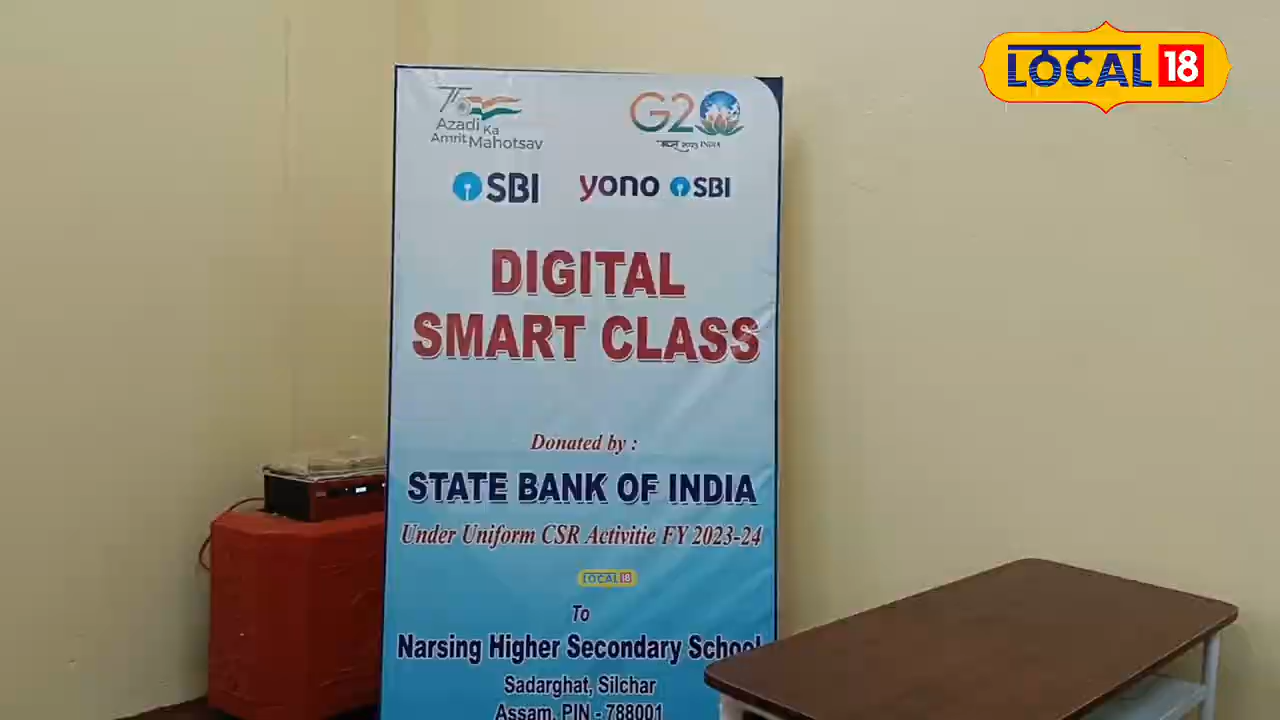 LOCAL 18
Azadi Ka
Amrit Mahotsav
G20
2023 INDIA
SBI
yono SBI
DIGITAL
SMART CLASS
Donated by :
STATE BANK OF INDIA
Under Uniform CSR Activitie FY 2023-24
LOCAL 18
To
Narsing Higher Secondary School
Sadarghat, Silchar
Assam, PIN - 788001